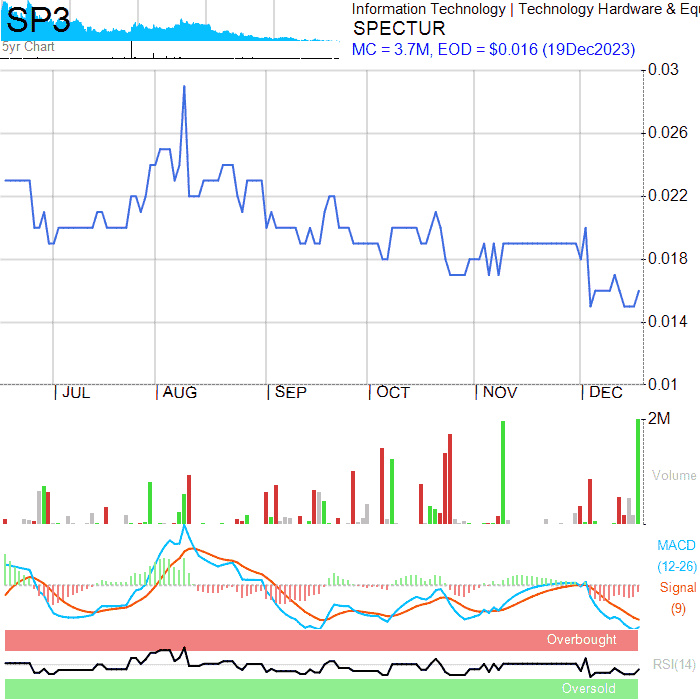 SP3
5yr Chart
Information Technology | Technology Hardware & Equ
SPECTUR
MC = 3.7M, EOD = $0.016 (19Dec2023)
0.03
0.026
0.022
0.018
0.014
0.01
JUL AUG SEP OCT NOV DEC
2M
Volume
MACD
(12-26)
Signal
(9)
Overbought
RSI(14)
Oversold